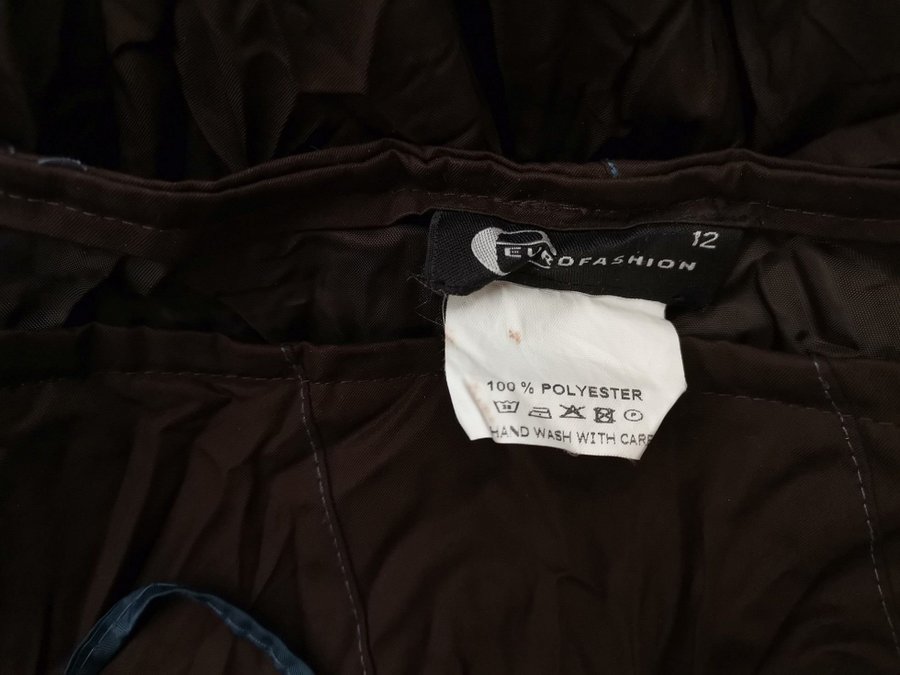 12
EUROFASHION
100 % POLYESTER
HAND WASH WITH CARE